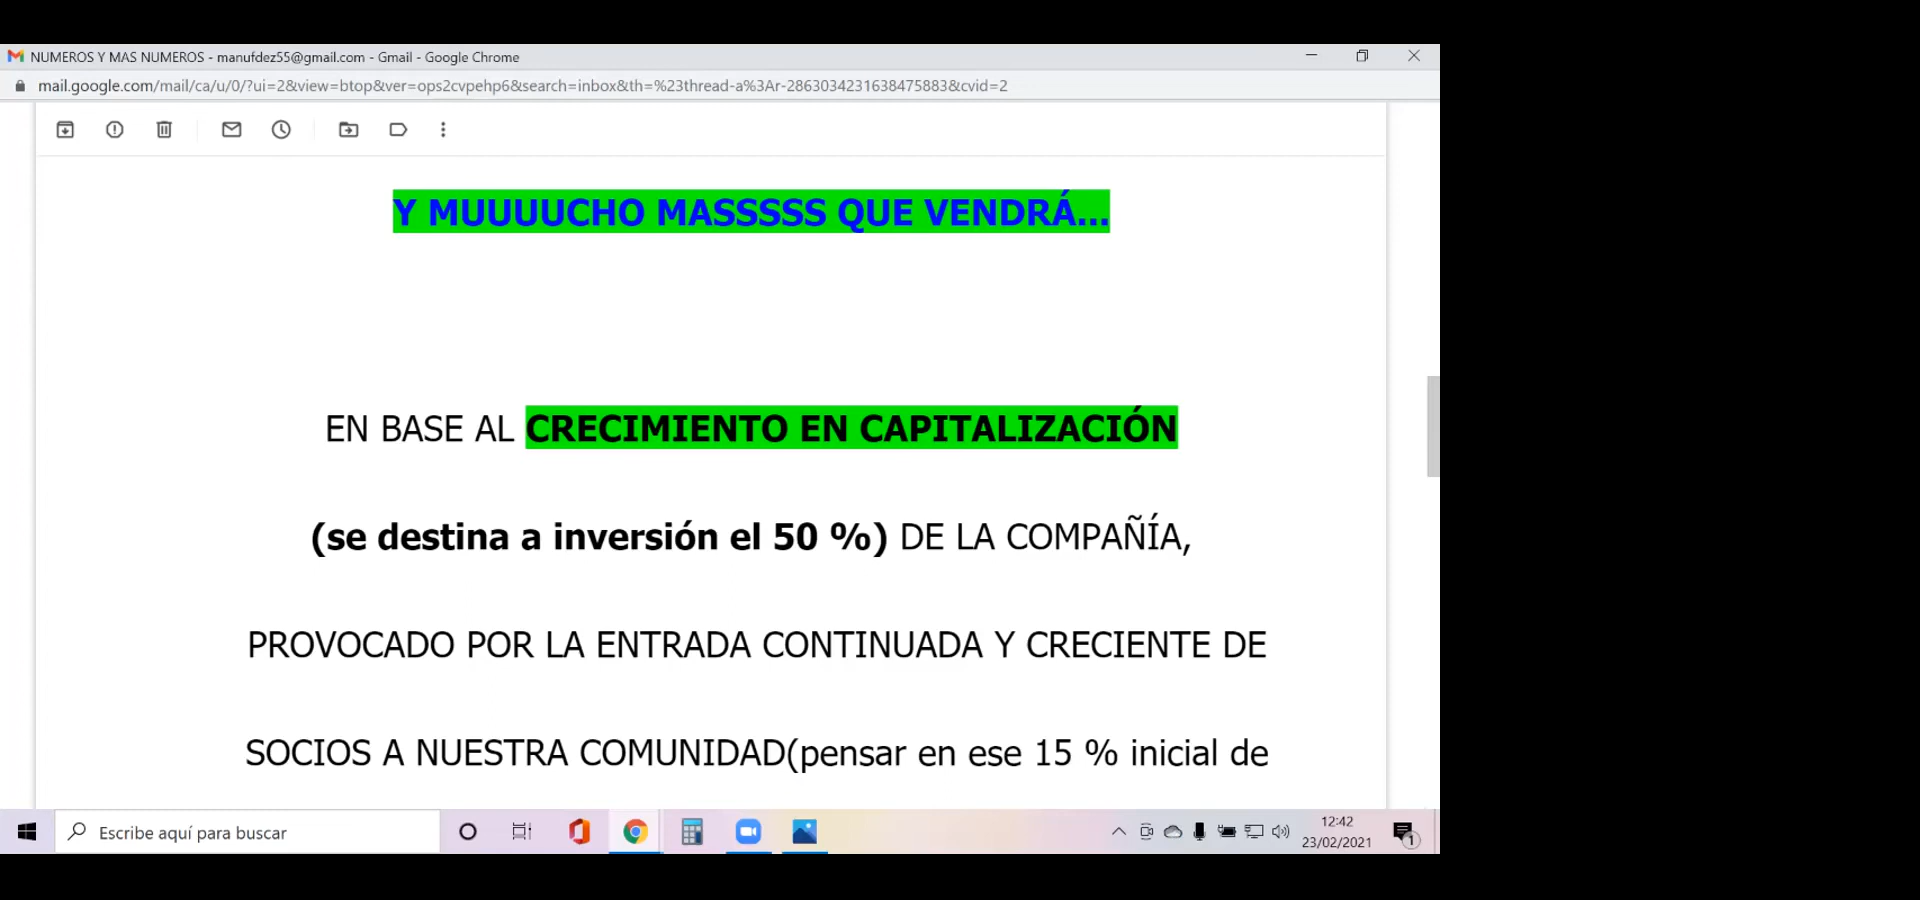 NUMEROS Y MAS NUMEROS - manufdez55@gmail.com - Gmail - Google Chrome
mail.google.com/mail/ca/u/0/?ui=2&view=btop&ver=ops2cvpehp6&search=inbox&th=%23thread-a%3Ar-2863034231638475883&cvid=2
Y MUUUUCHO MASSSSS QUE VENDRÁ...
EN BASE AL CRECIMIENTO EN CAPITALIZACIÓN
(se destina a inversión el 50 %) DE LA COMPAÑÍA,
PROVOCADO POR LA ENTRADA CONTINUADA Y CRECIENTE DE
SOCIOS A NUESTRA COMUNIDAD(pensar en ese 15 % inicial de
Escribe aquí para buscar
12:42
23/02/2021
1